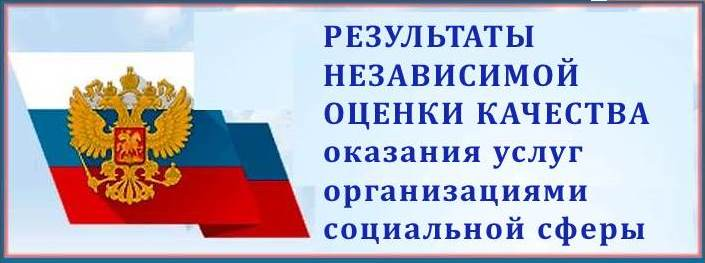 РЕЗУЛЬТАТЫ
НЕЗАВИСИМОЙ
ОЦЕНКИ КАЧЕСТВА
оказания услуг
организациями
социальной сферы